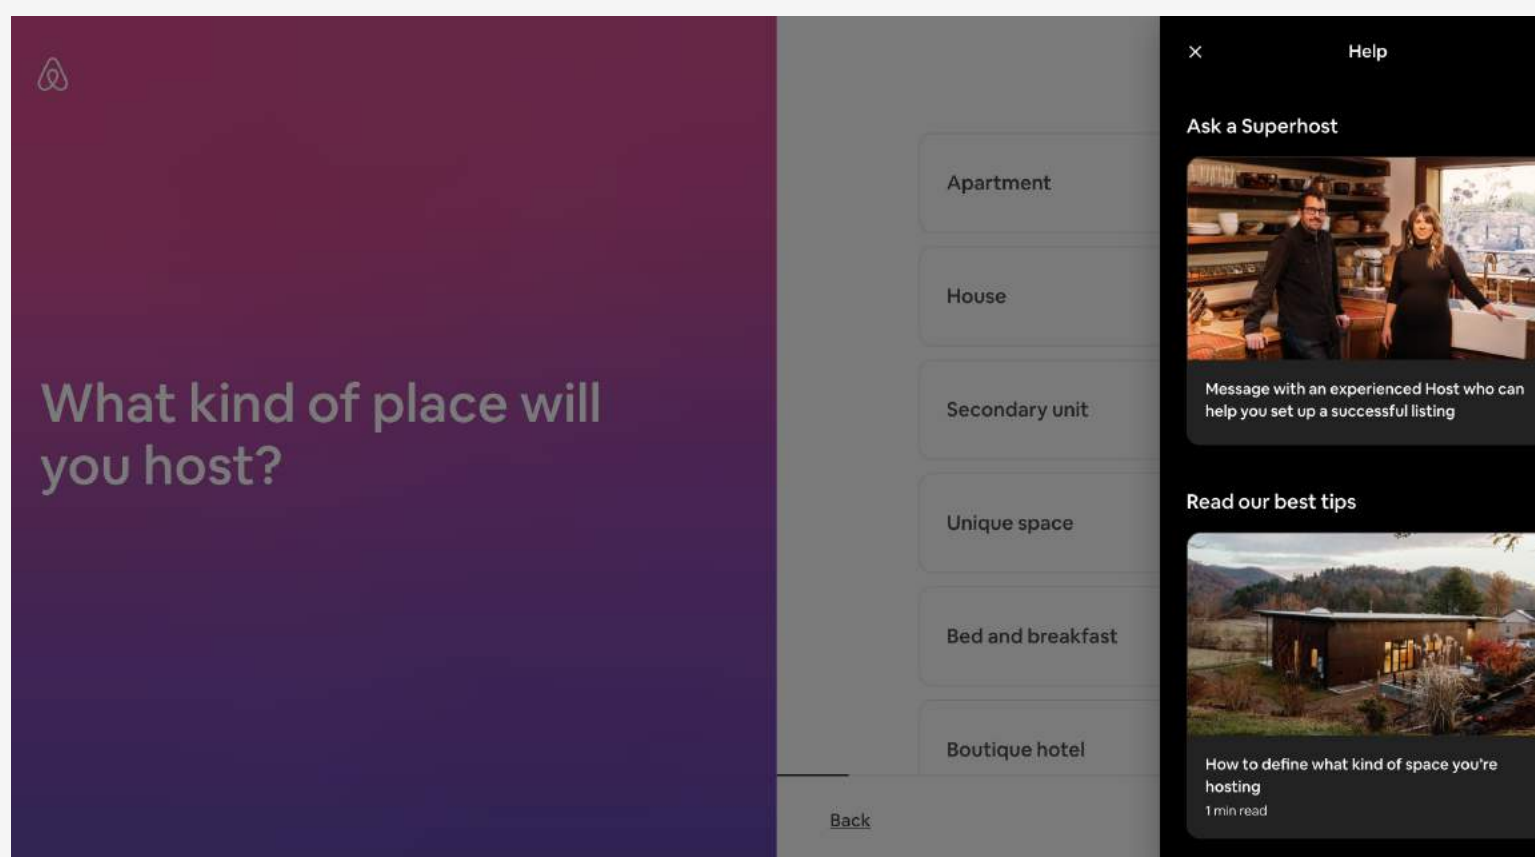 What kind of place will
you host?
Apartment
House
Secondary unit
Unique space
Bed and breakfast
Boutique hotel
Back
Help
Ask a Superhost
Message with an experienced Host who can
help you set up a successful listing
Read our best tips
How to define what kind of space you're
hosting
1 min read